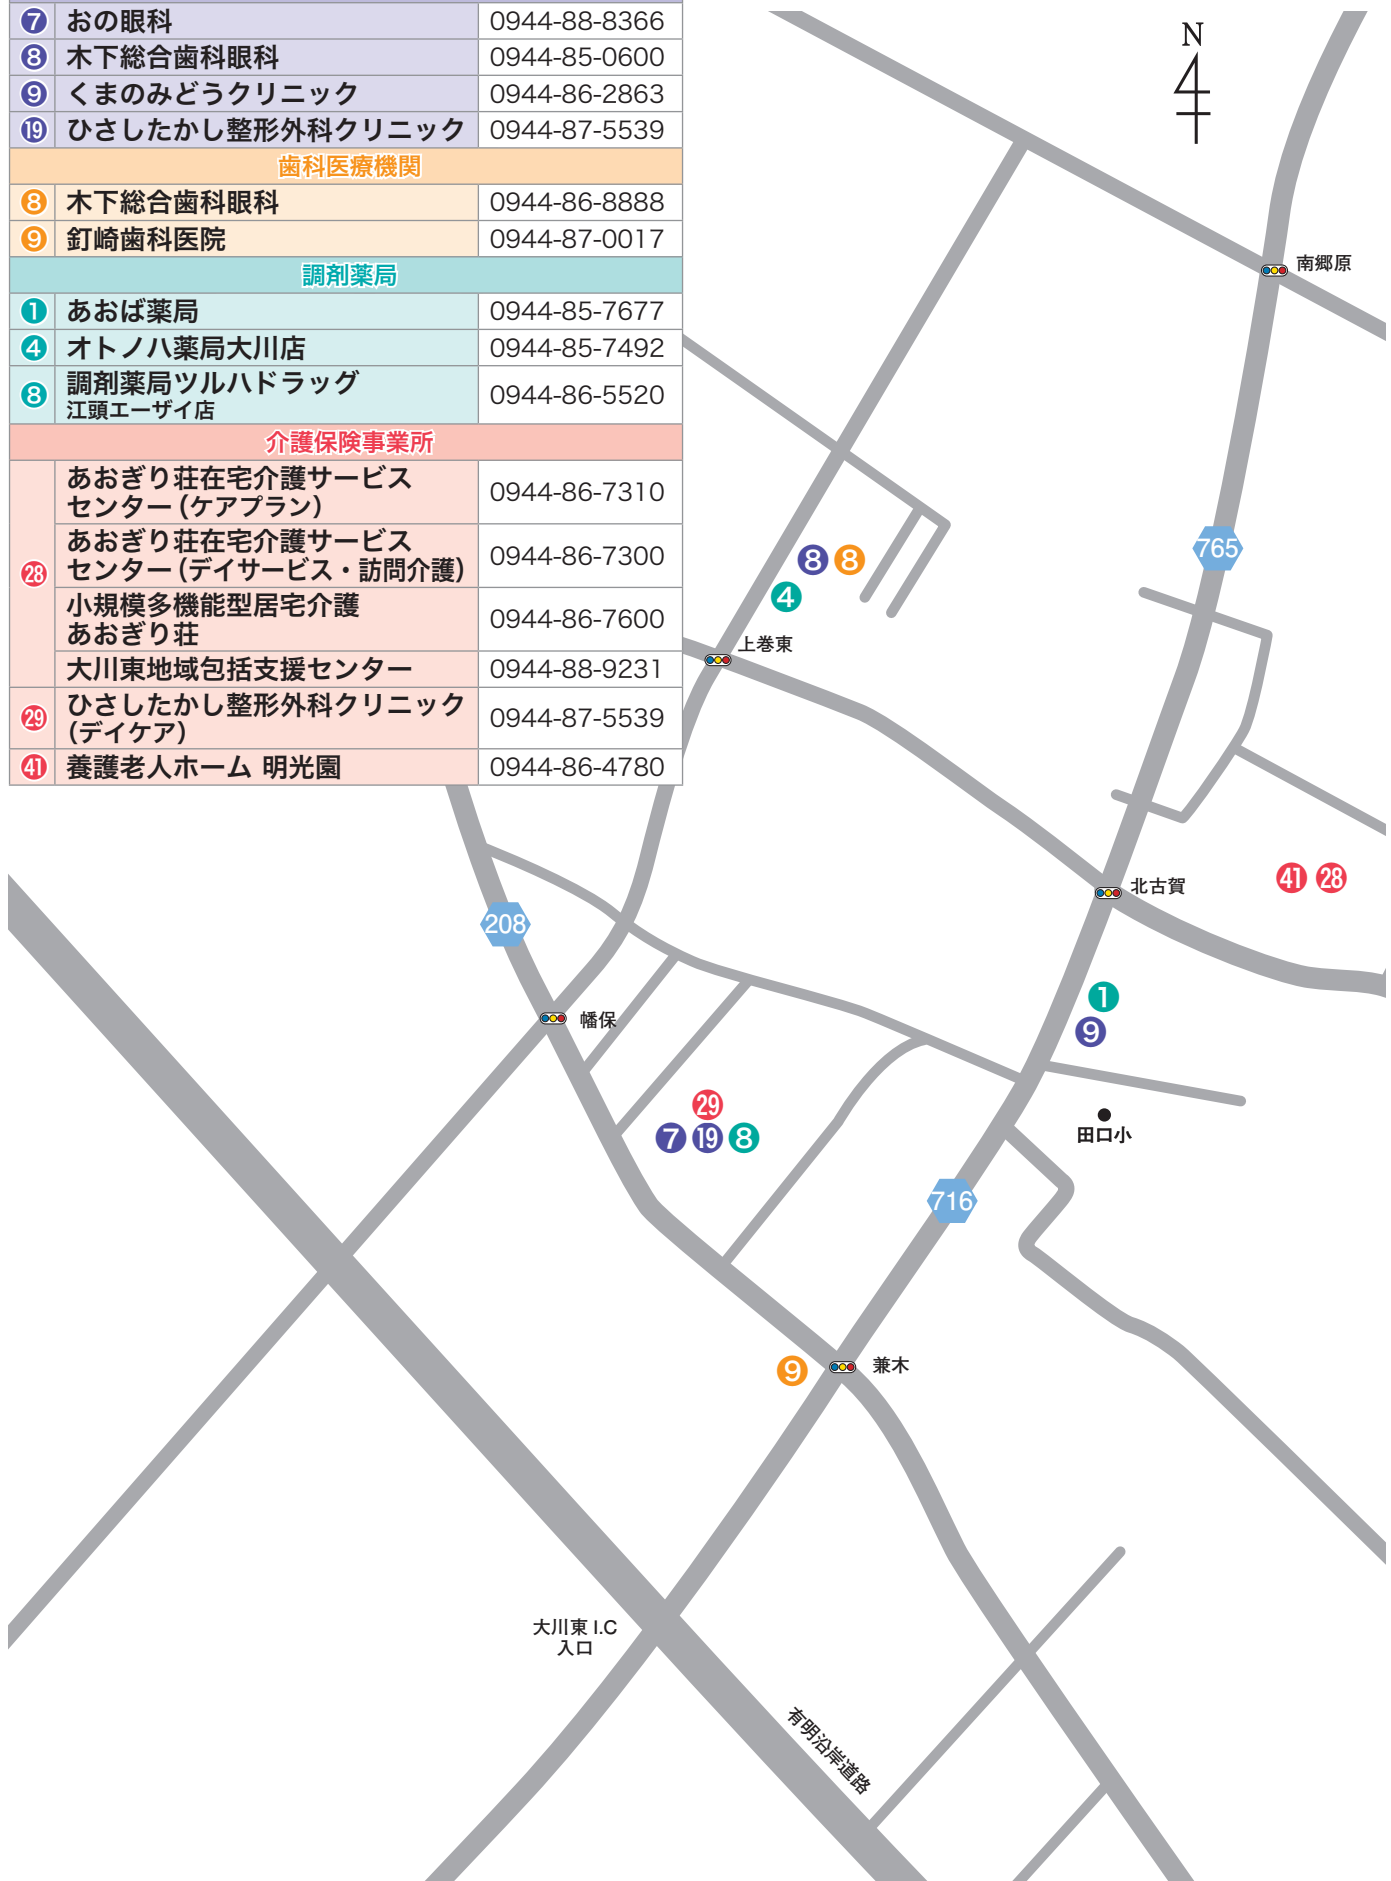 7 おの眼科 0944-88-8366
8 木下総合歯科眼科 0944-85-0600
9 くまのみどうクリニック 0944-86-2863
19 ひさしたかし整形外科クリニック 0944-87-5539
歯科医療機関
8 木下総合歯科眼科 0944-86-8888
9 釘崎歯科医院 0944-87-0017
調剤薬局
1 あおば薬局 0944-85-7677
4 オトノハ薬局大川店 0944-85-7492
8 調剤薬局ツルハドラッグ
江頭エーザイ店 0944-86-5520
介護保険事業所
28 あおぎり荘在宅介護サービス
センター（ケアプラン） 0944-86-7310
あおぎり荘在宅介護サービス
センター（デイサービス・訪問介護） 0944-86-7300
小規模多機能型居宅介護
あおぎり荘 0944-86-7600
大川東地域包括支援センター 0944-88-9231
29 ひさしたかし整形外科クリニック
（デイケア） 0944-87-5539
41 養護老人ホーム 明光園 0944-86-4780
N
南郷原
765
8 8
4
上巻東
北古賀
41 28
208
幡保
1
9
29
7 19 8
田口小
716
9
兼木
大川東 I.C
入口
有明沿岸道路